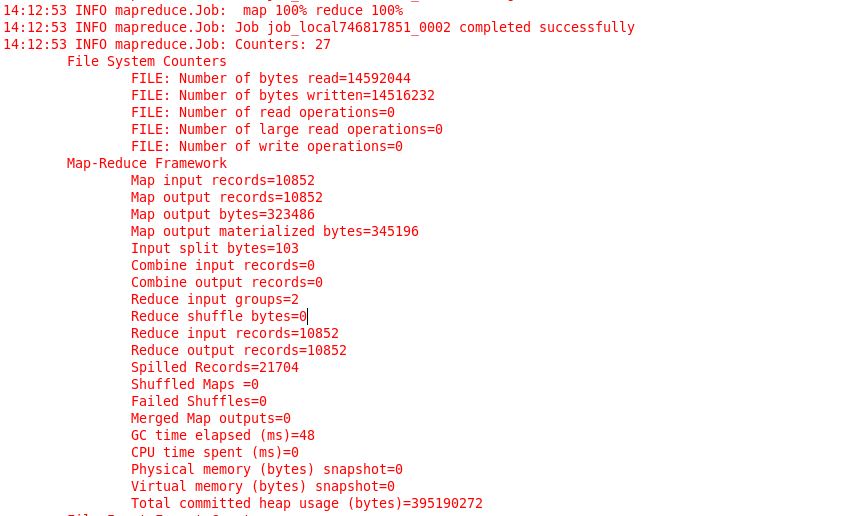 14:12:53 INFO mapreduce.Job:  map 100% reduce 100%
14:12:53 INFO mapreduce.Job: Job job_local746817851_0002 completed successfully
14:12:53 INFO mapreduce.Job: Counters: 27
File System Counters
FILE: Number of bytes read=14592044
FILE: Number of bytes written=14516232
FILE: Number of read operations=0
FILE: Number of large read operations=0
FILE: Number of write operations=0
Map-Reduce Framework
Map input records=10852
Map output records=10852
Map output bytes=323486
Map output materialized bytes=345196
Input split bytes=103
Combine input records=0
Combine output records=0
Reduce input groups=2
Reduce shuffle bytes=0
Reduce input records=10852
Reduce output records=10852
Spilled Records=21704
Shuffled Maps =0
Failed Shuffles=0
Merged Map outputs=0
GC time elapsed (ms)=48
CPU time spent (ms)=0
Physical memory (bytes) snapshot=0
Virtual memory (bytes) snapshot=0
Total committed heap usage (bytes)=395190272